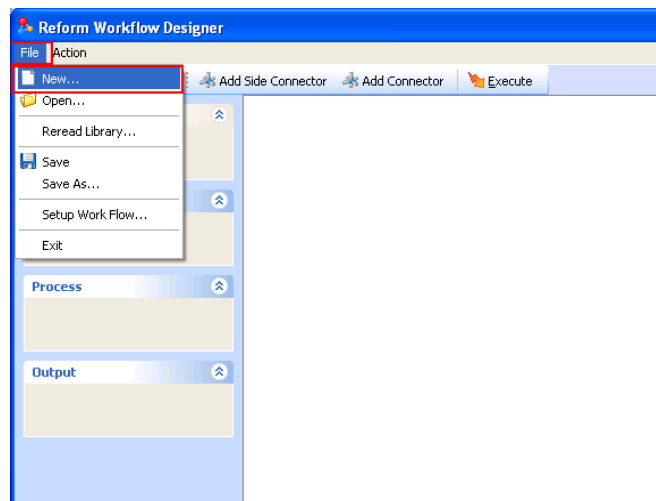 Reform Workflow Designer
File Action
New...
Add Side Connector Add Connector Execute
Open...
Reread Library...
Save
Save As...
Setup Work Flow...
Exit
Process
Output